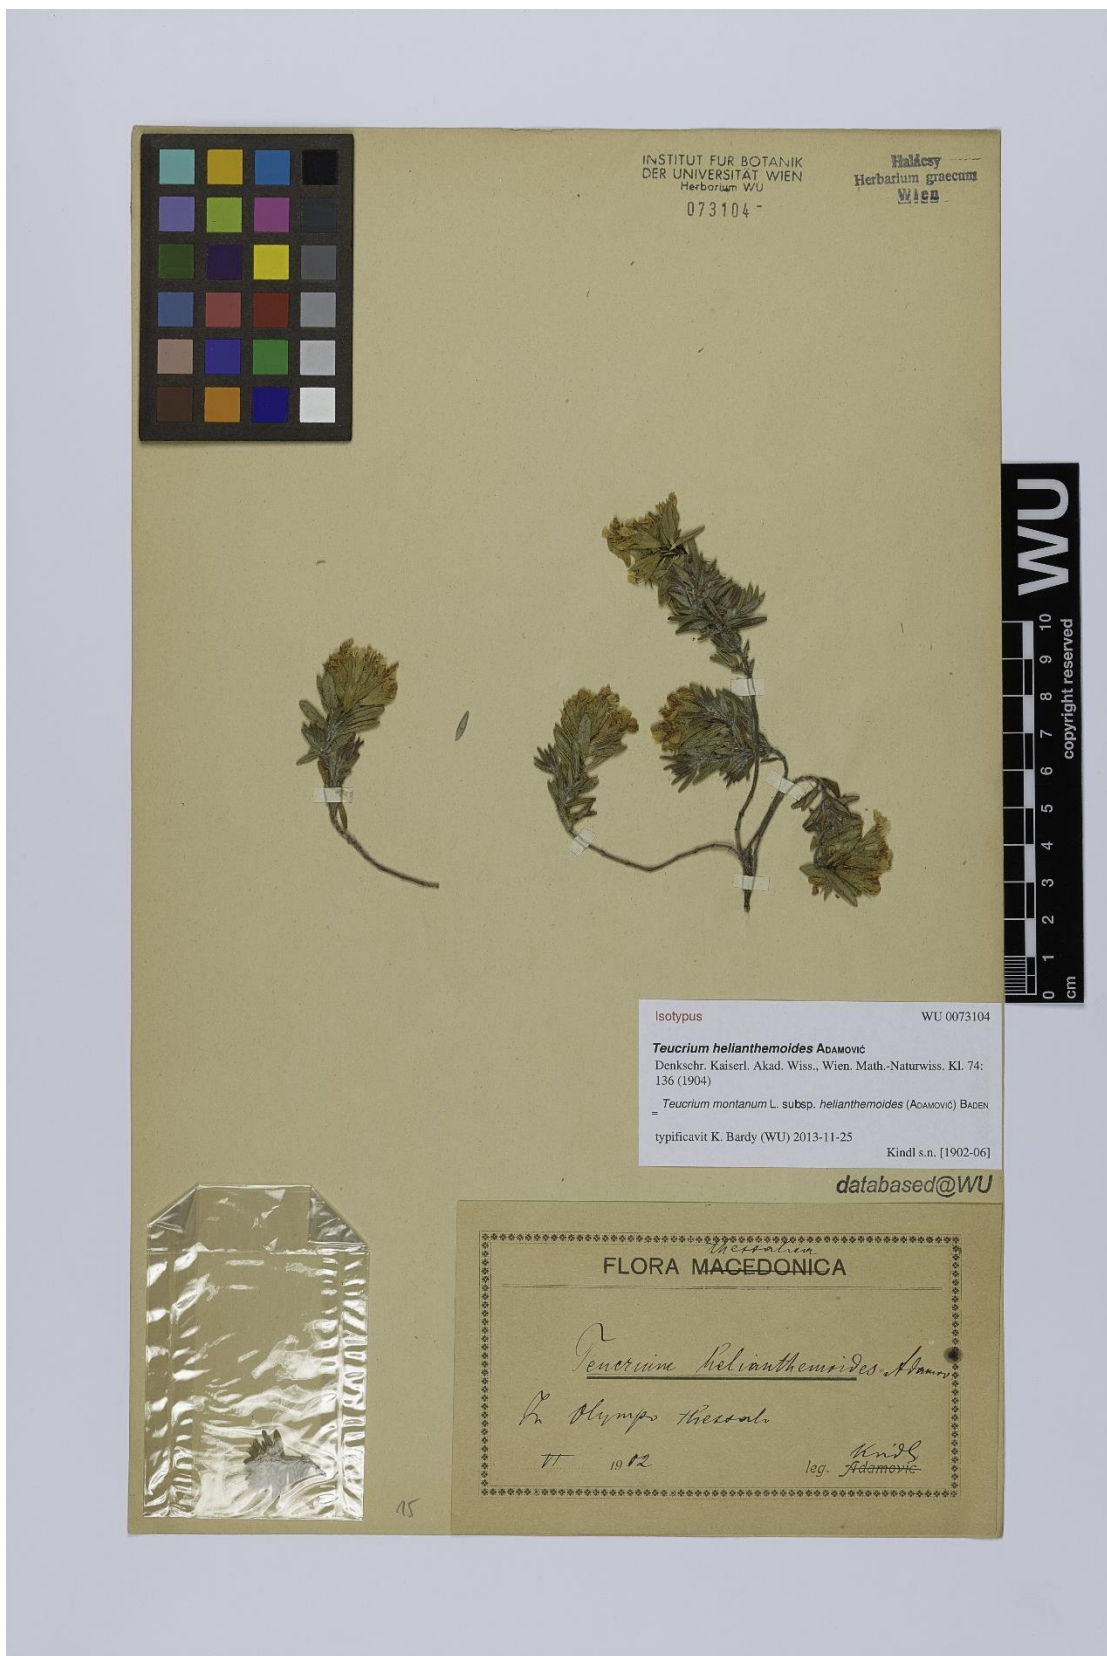 INSTITUT FUR BOTANIK
DER UNIVERSITÄT WIEN
Herbarium WU
073104-
Halácsy
Herbarium graecum
Wien
WU
copyright reserved
10
9
8
7
6
5
4
3
2
1
0
cm
Isotypus WU 0073104
Teucrium helianthemoides ADAMOVIĆ
Denkschr. Kaiserl. Akad. Wiss., Wien. Math.-Naturwiss. Kl. 74:
136 (1904)
= Teucrium montanum L. subsp. helianthemoides (ADAMOVIĆ) BADEN
typificavit K. Bardy (WU) 2013-11-25
Kindl s.n. [1902-06]
databased@WU
FLORA MACEDONICA
Teucrium helianthemoides Adamov
In Olympo thessalo
VI 1902
Kindl
leg. Adamović
15